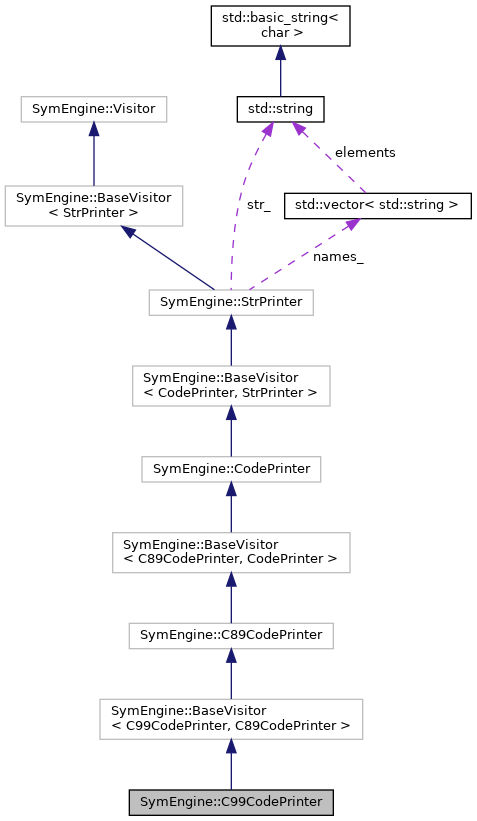 std::basic_string<
char >
SymEngine::Visitor
std::string
elements
SymEngine::BaseVisitor
< StrPrinter >
str_
std::vector< std::string >
names_
SymEngine::StrPrinter
SymEngine::BaseVisitor
< CodePrinter, StrPrinter >
SymEngine::CodePrinter
SymEngine::BaseVisitor
< C89CodePrinter, CodePrinter >
SymEngine::C89CodePrinter
SymEngine::BaseVisitor
< C99CodePrinter, C89CodePrinter >
SymEngine::C99CodePrinter